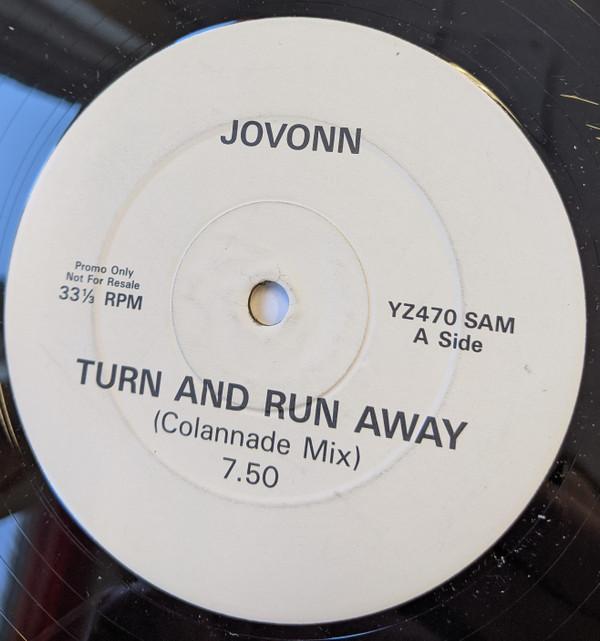 JOVONN
Promo Only
Not For Resale
33⅓ RPM
YZ470 SAM
A Side
TURN AND RUN AWAY
(Colannade Mix)
7.50